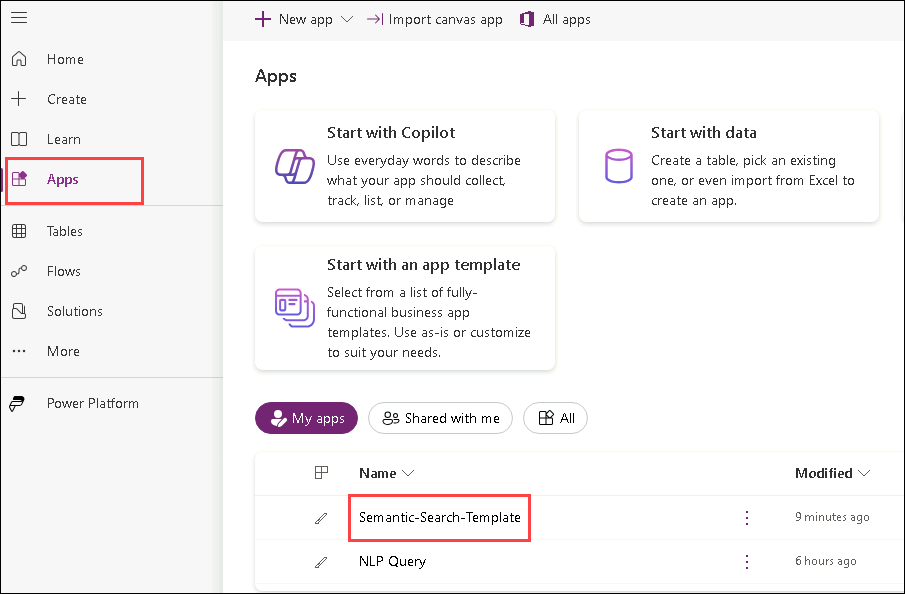 New app
Import canvas app
All apps
Home
Create
Learn
Apps
Tables
Flows
Solutions
More
Power Platform
Apps
Start with Copilot
Use everyday words to describe
what your app should collect,
track, list, or manage
Start with data
Create a table, pick an existing
one, or even import from Excel to
create an app.
Start with an app template
Select from a list of fully-
functional business app
templates. Use as-is or customize
to suit your needs.
My apps
Shared with me
All
Name
Modified
Semantic-Search-Template
9 minutes ago
NLP Query
6 hours ago